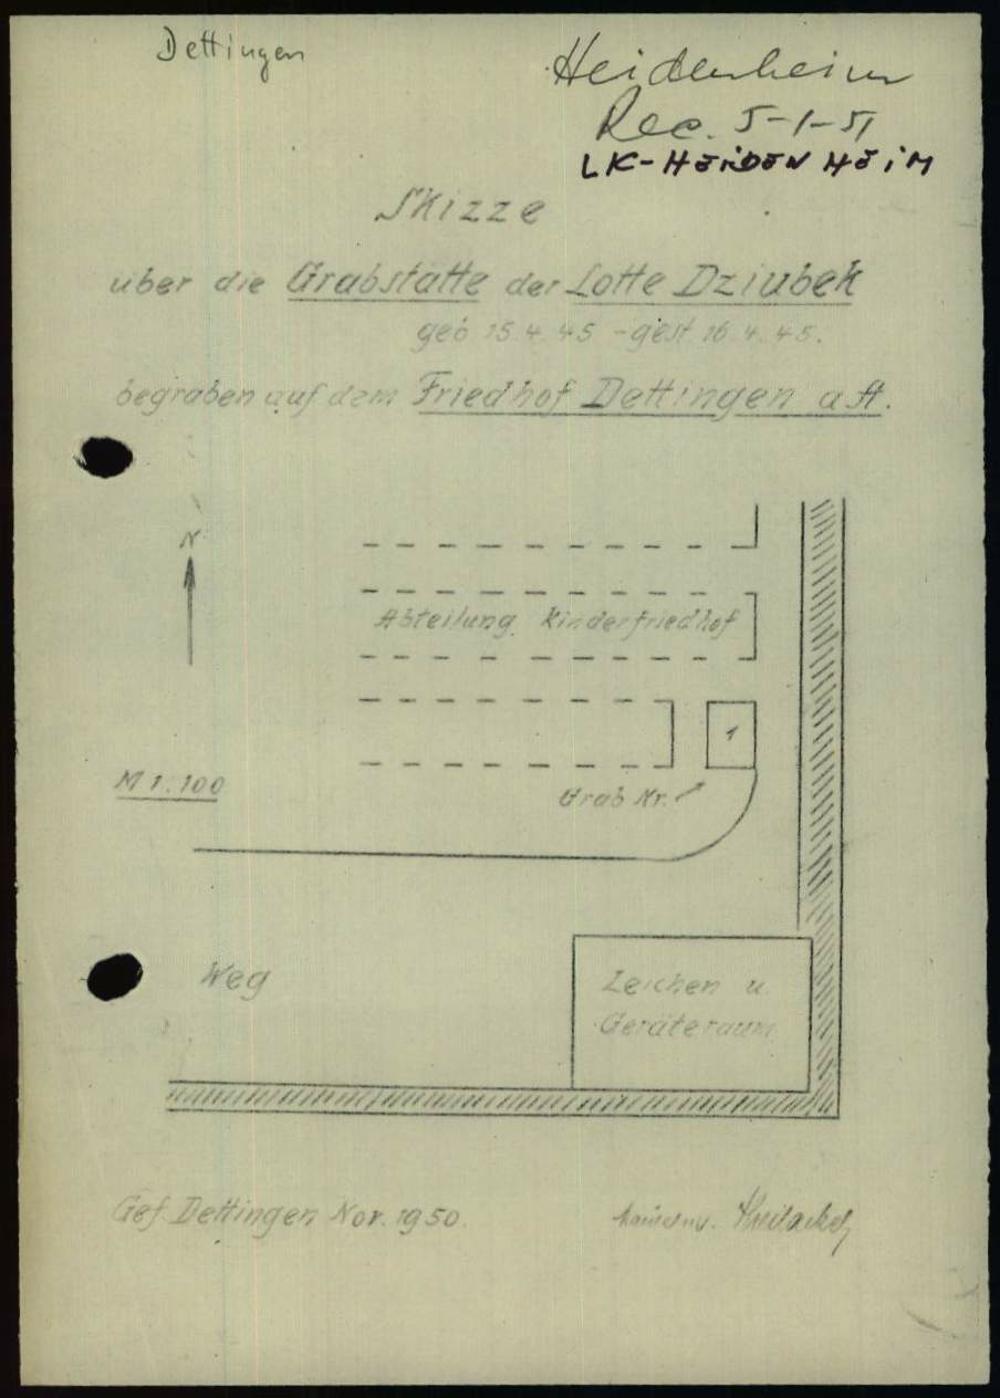 Dettingen
Heidenheim
Rec. 5-1-51
LK-HEIDENHEIM
Skizze
über die Grabstätte der Lotte Dziubek
geb 15.4.45 - gest 16.4.45.
begraben auf dem Friedhof Dettingen a A.
N
Abteilung Kinderfriedhof
1
M 1:100
Grab Nr.
Weg
Leichen u.
Geräteraum
Gef. Dettingen Nov. 1950.